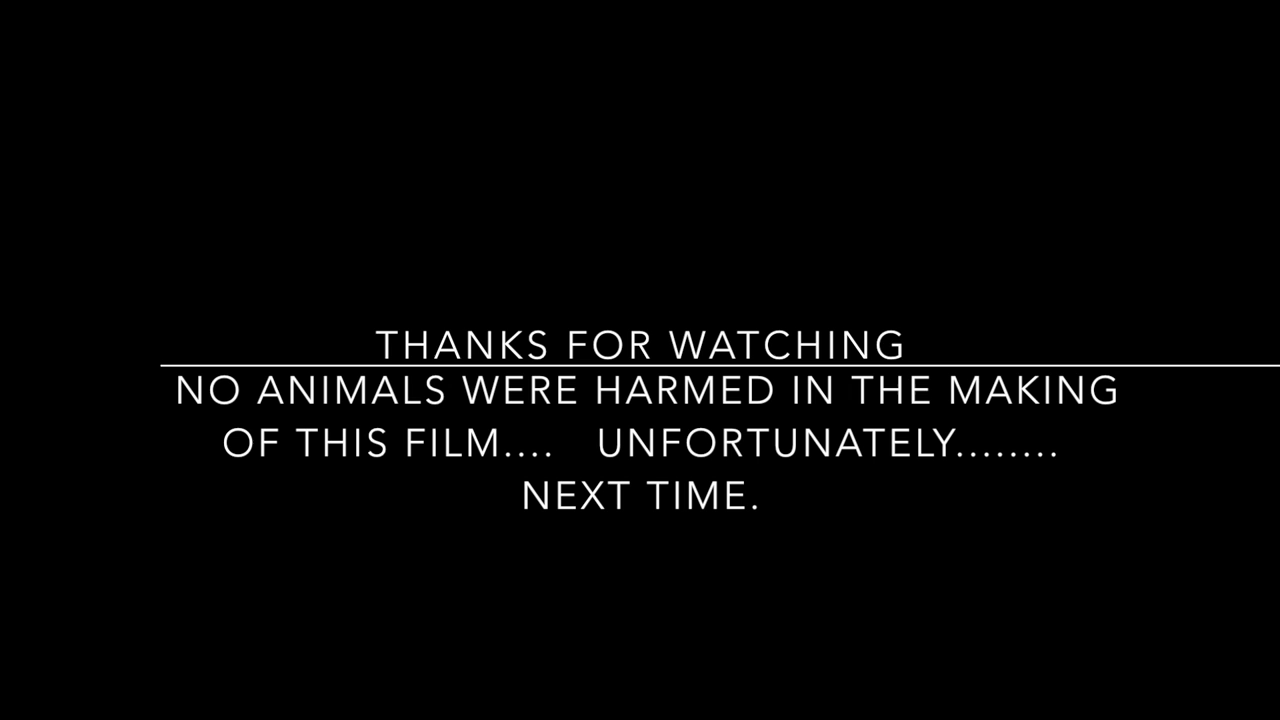 THANKS FOR WATCHING
NO ANIMALS WERE HARMED IN THE MAKING
OF THIS FILM.... UNFORTUNATELY........
NEXT TIME.